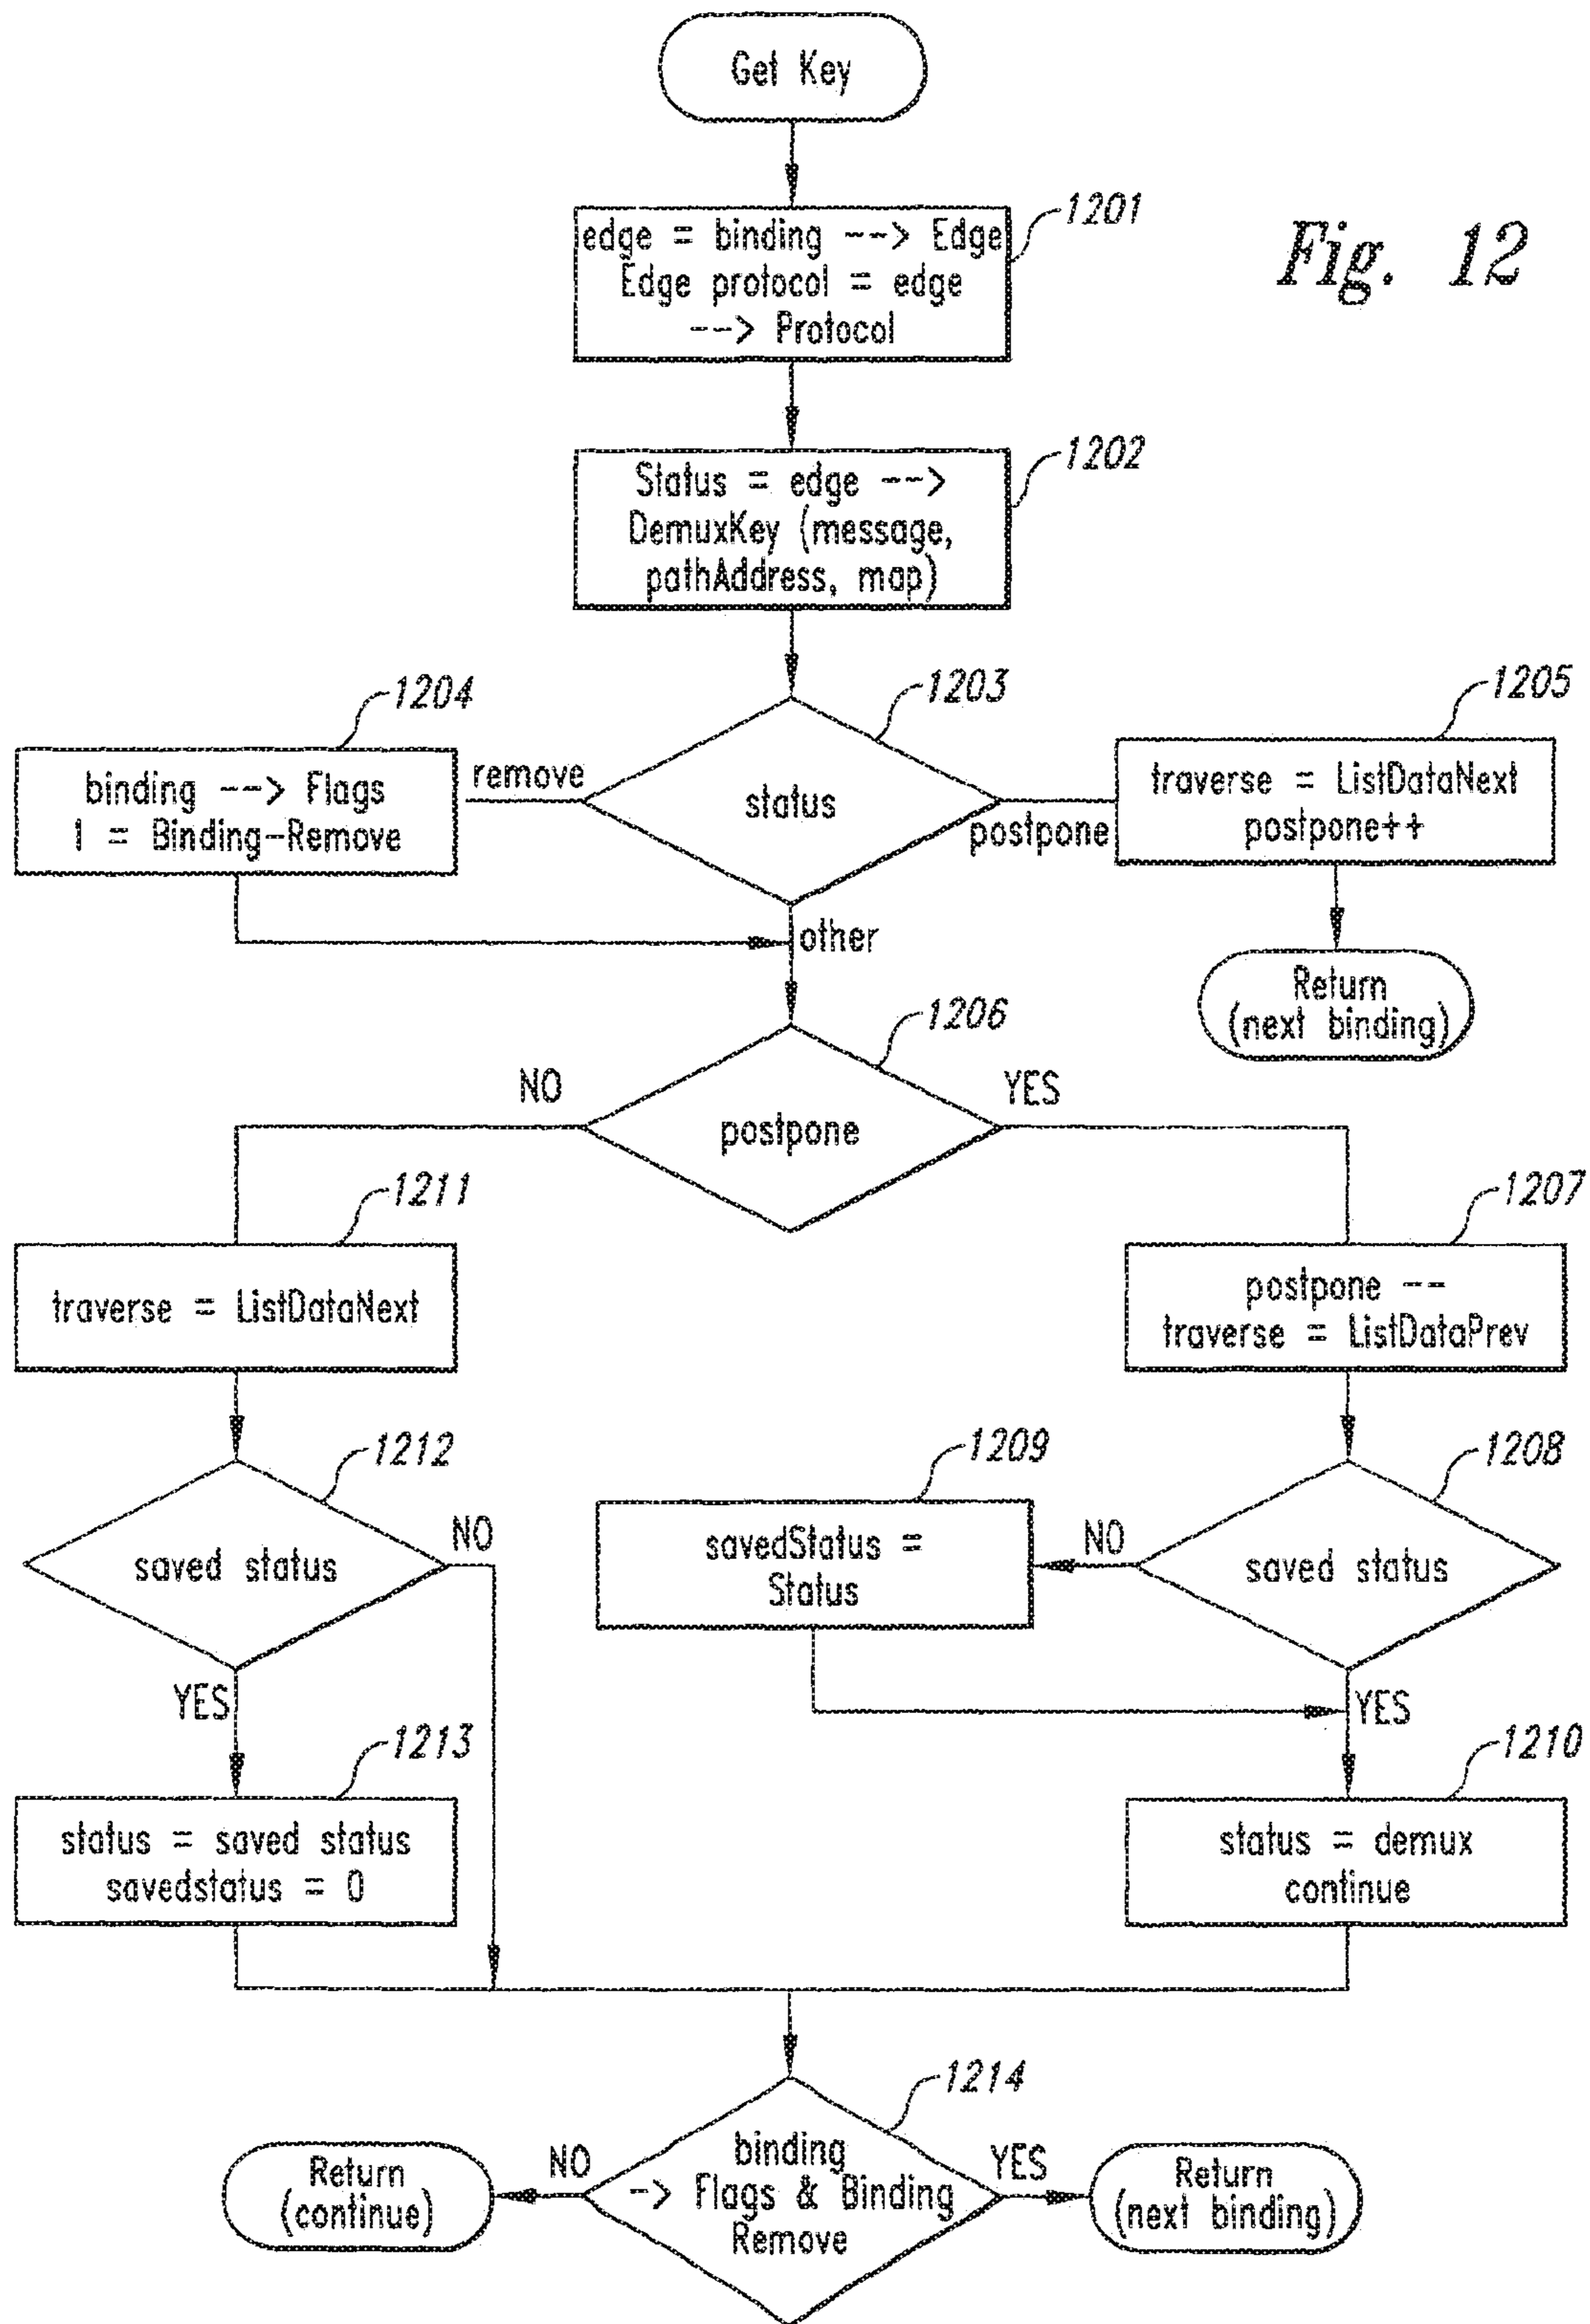 Get Key
1201
edge = binding --> Edge
Edge protocol = edge
--> Protocol
Fig. 12
1202
Status = edge -->
DemuxKey (message,
pathAddress, map)
1203
status
remove
postpone
other
1204
binding --> Flags
1 = Binding-Remove
1205
traverse = ListDataNext
postpone++
Return
(next binding)
1206
postpone
NO
YES
1211
traverse = ListDataNext
1207
postpone --
traverse = ListDataPrev
1212
saved status
NO
YES
1209
savedStatus =
Status
1208
saved status
NO
YES
1213
status = saved status
savedstatus = 0
1210
status = demux
continue
1214
binding
-> Flags & Binding
Remove
NO
YES
Return
(continue)
Return
(next binding)